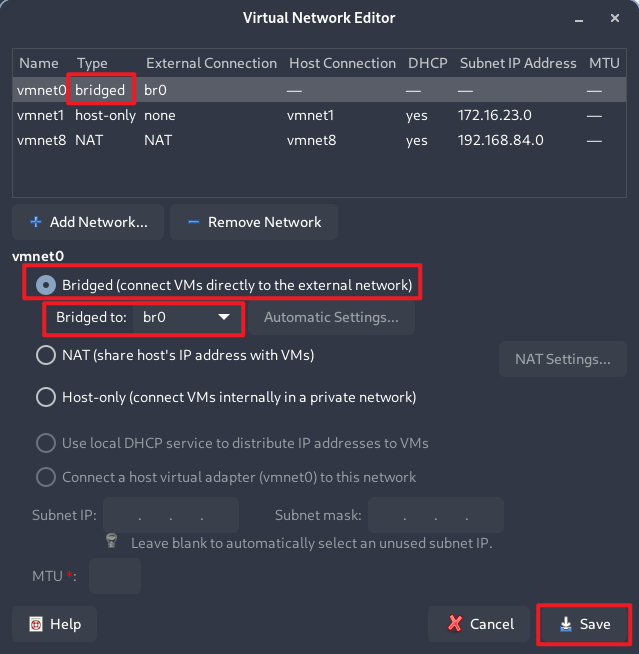 Virtual Network Editor
Name Type External Connection Host Connection DHCP Subnet IP Address MTU
vmnet0 bridged br0 — — — —
vmnet1 host-only none vmnet1 yes 172.16.23.0 —
vmnet8 NAT NAT vmnet8 yes 192.168.84.0 —
Add Network... Remove Network
vmnet0
Bridged (connect VMs directly to the external network)
Bridged to: br0 Automatic Settings...
NAT (share host's IP address with VMs)
NAT Settings...
Host-only (connect VMs internally in a private network)
Use local DHCP service to distribute IP addresses to VMs
Connect a host virtual adapter (vmnet0) to this network
Subnet IP: . . . Subnet mask: . . .
Leave blank to automatically select an unused subnet IP.
MTU *:
Help Cancel Save